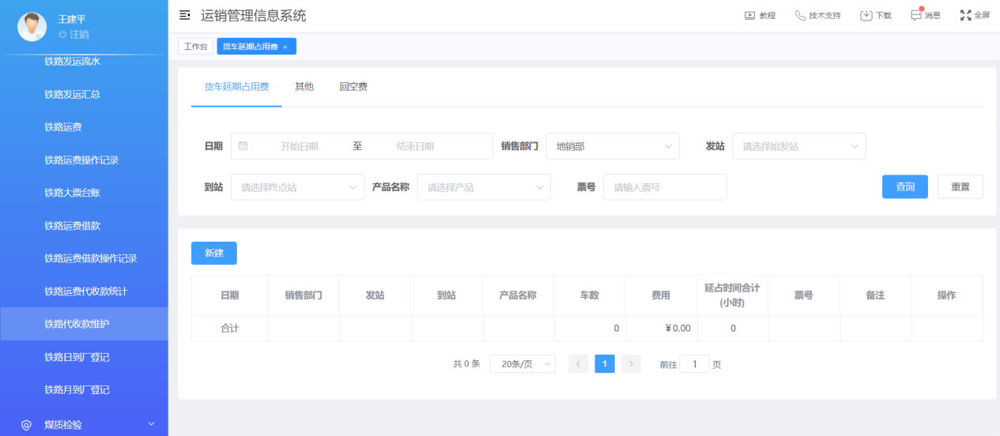 王建平
注销
铁路发运流水
铁路发运汇总
铁路运费
铁路运费操作记录
铁路大票台账
铁路运费借款
铁路运费借款操作记录
铁路运费代收款统计
铁路代收款维护
铁路日到厂登记
铁路月到厂登记
煤质检验
运销管理信息系统
教程 技术支持 下载 消息 全屏
工作台 货车延期占用费 ×
货车延期占用费 其他 回空费
日期 开始日期 至 结束日期 销售部门 地销部 发站 请选择始发站
到站 请选择终点站 产品名称 请选择产品 票号 请输入票号 查询 重置
新建
日期 销售部门 发站 到站 产品名称 车数 费用 延占时间合计 票号 备注 操作
(小时)
合计 0 ¥0.00 0
共 0 条 20条/页 < 1 > 前往 1 页